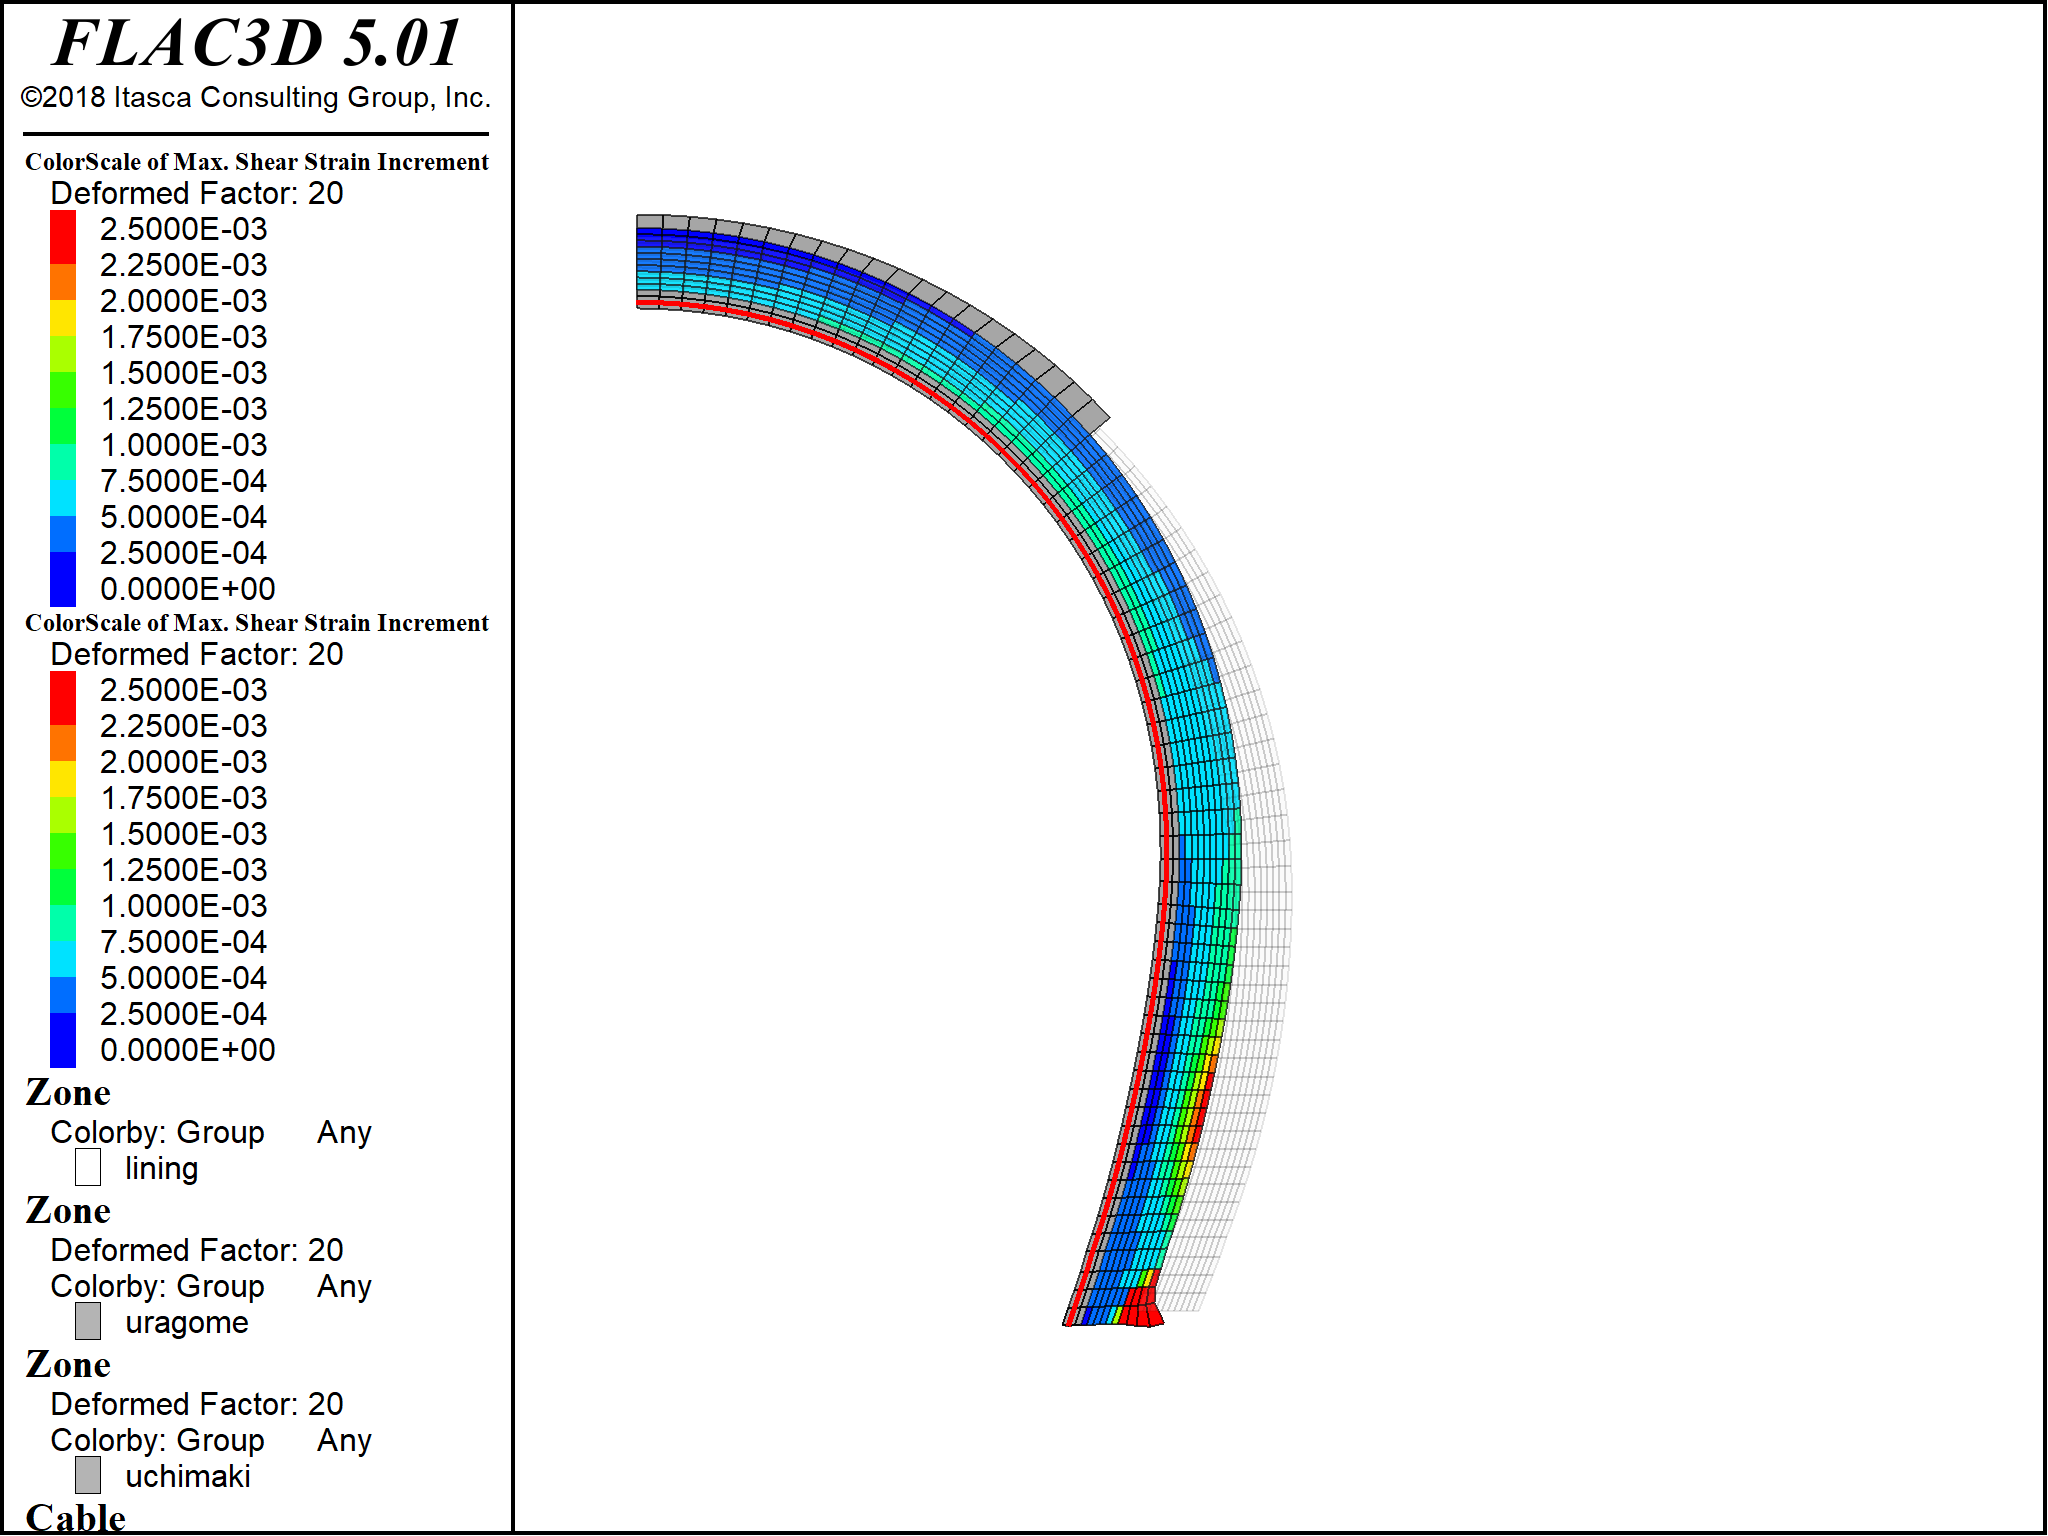 FLAC3D 5.01
©2018 Itasca Consulting Group, Inc.
ColorScale of Max. Shear Strain Increment
Deformed Factor: 20
2.5000E-03
2.2500E-03
2.0000E-03
1.7500E-03
1.5000E-03
1.2500E-03
1.0000E-03
7.5000E-04
5.0000E-04
2.5000E-04
0.0000E+00
ColorScale of Max. Shear Strain Increment
Deformed Factor: 20
2.5000E-03
2.2500E-03
2.0000E-03
1.7500E-03
1.5000E-03
1.2500E-03
1.0000E-03
7.5000E-04
5.0000E-04
2.5000E-04
0.0000E+00
Zone
Colorby: Group Any
lining
Zone
Deformed Factor: 20
Colorby: Group Any
uragome
Zone
Deformed Factor: 20
Colorby: Group Any
uchimaki
Cable